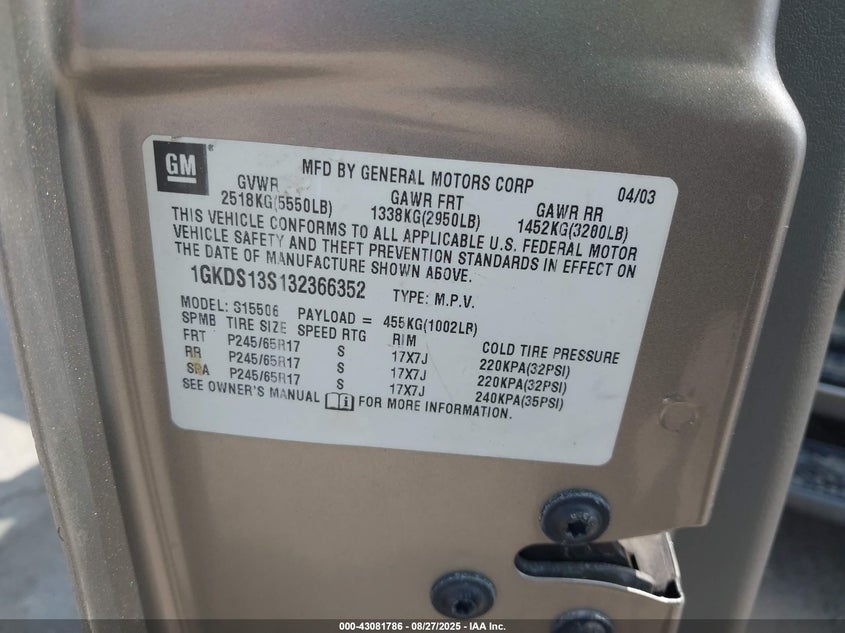 GM
MFD BY GENERAL MOTORS CORP 04/03
GVWR GAWR FRT GAWR RR
2518KG(5550LB) 1338KG(2950LB) 1452KG(3200LB)
THIS VEHICLE CONFORMS TO ALL APPLICABLE U.S. FEDERAL MOTOR
VEHICLE SAFETY AND THEFT PREVENTION STANDARDS IN EFFECT ON
THE DATE OF MANUFACTURE SHOWN ABOVE.
1GKDS13S132366352 TYPE: M.P.V.
MODEL: S15506 PAYLOAD = 455KG(1002LB)
SPMB TIRE SIZE SPEED RTG RIM COLD TIRE PRESSURE
FRT P245/65R17 S 17X7J 220KPA(32PSI)
RR P245/65R17 S 17X7J 220KPA(32PSI)
SPA P245/65R17 S 17X7J 240KPA(35PSI)
SEE OWNER'S MANUAL FOR MORE INFORMATION.
000-43081786 - 08/27/2025 - IAA Inc.